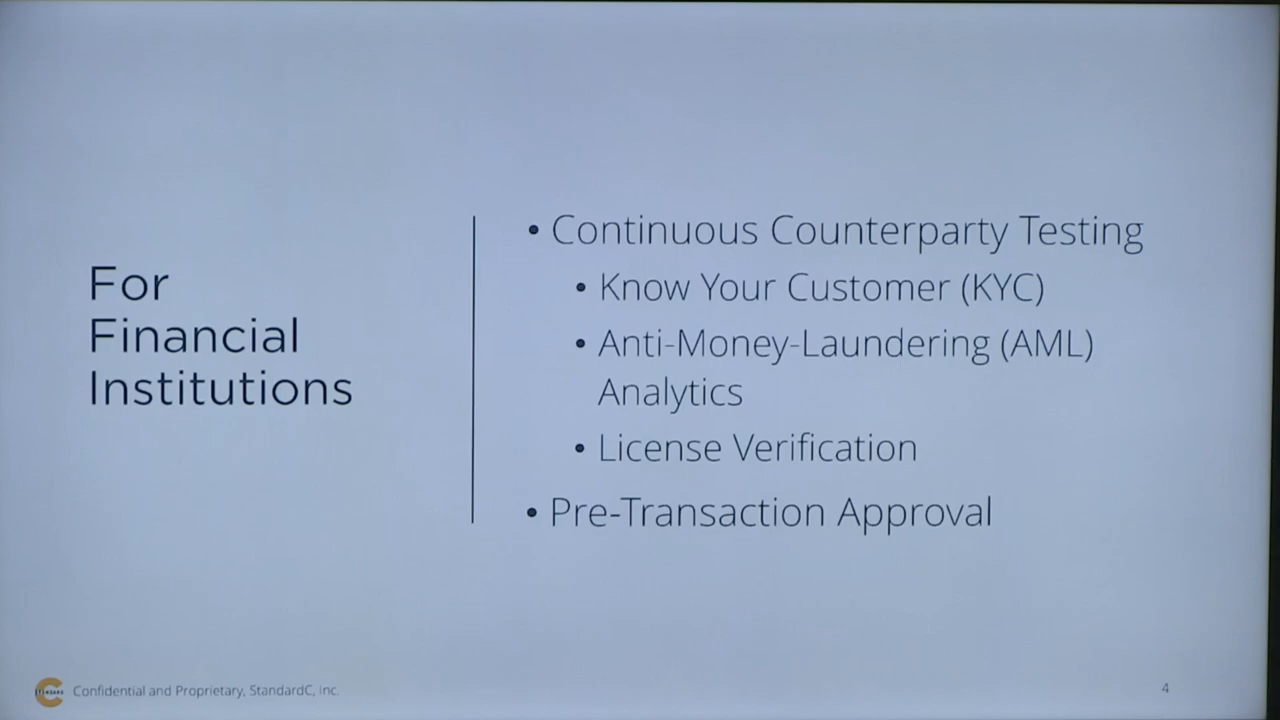 For
Financial
Institutions
• Continuous Counterparty Testing
• Know Your Customer (KYC)
• Anti-Money-Laundering (AML)
Analytics
• License Verification
• Pre-Transaction Approval
Confidential and Proprietary, StandardC, Inc.
4